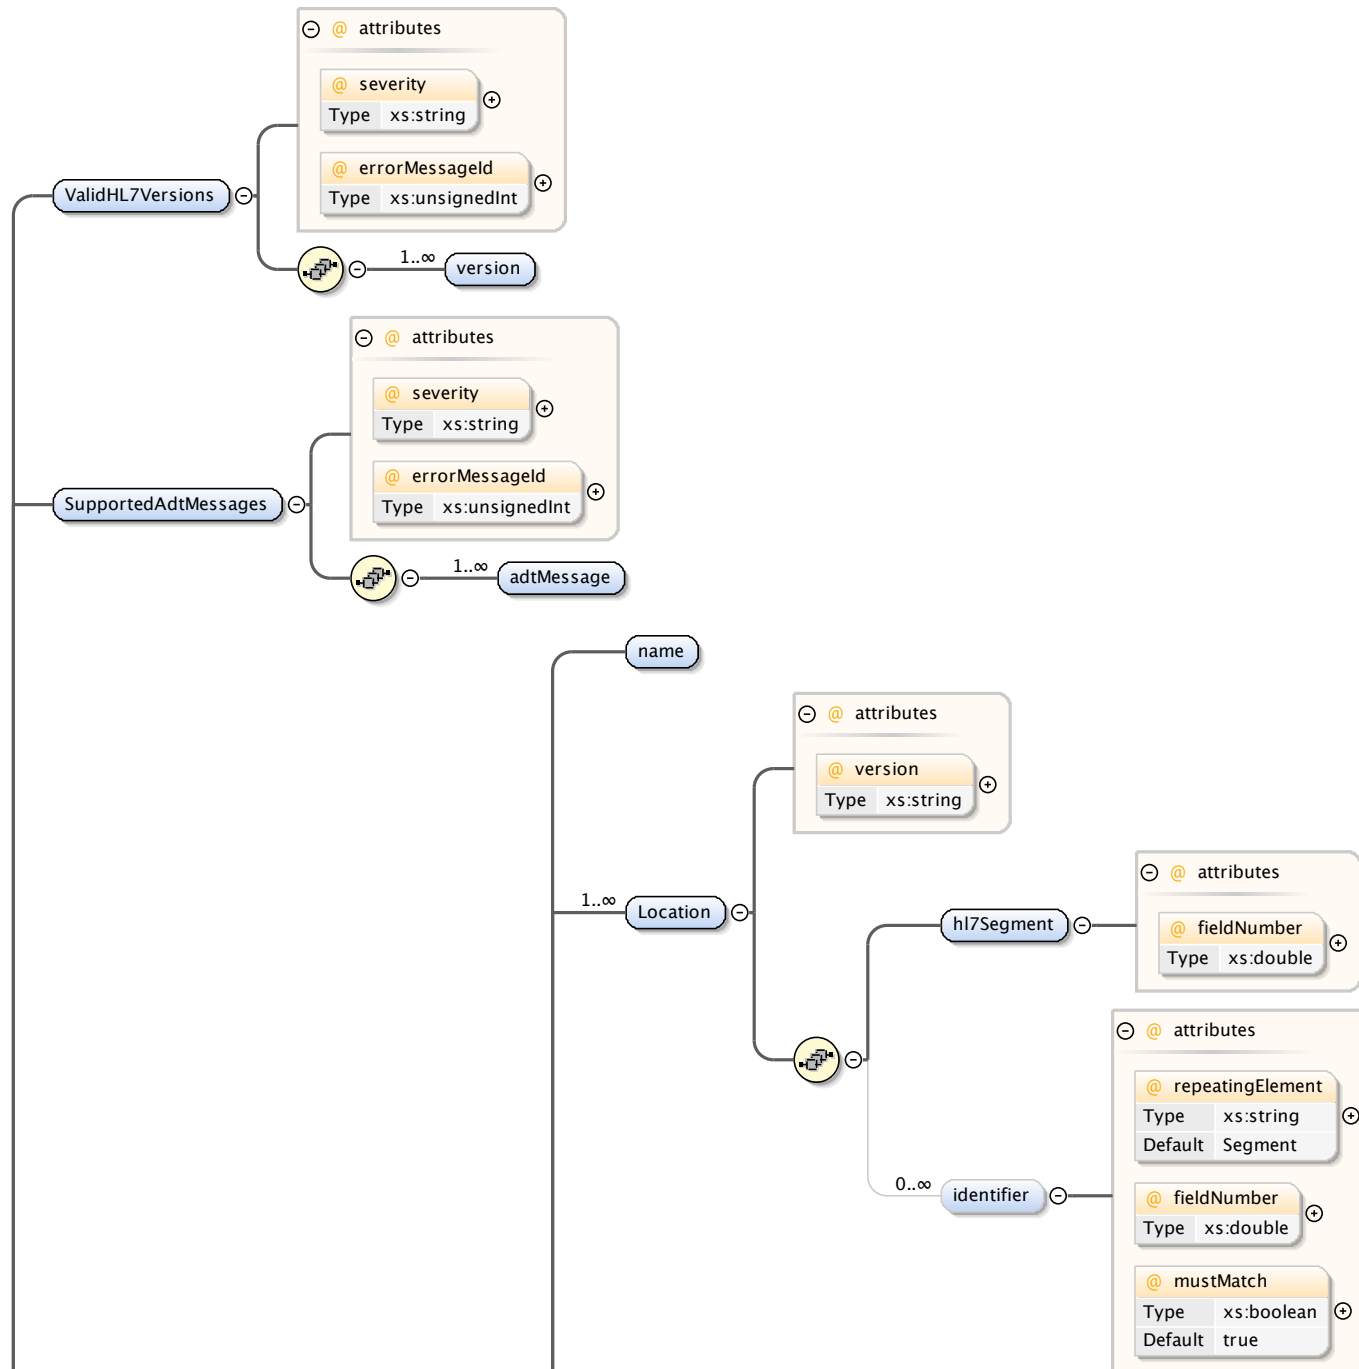 @ attributes
@ severity
Type xs:string
@ errorMessageId
Type xs:unsignedInt
ValidHL7Versions
1..∞
version
@ attributes
@ severity
Type xs:string
@ errorMessageId
Type xs:unsignedInt
SupportedAdtMessages
1..∞
adtMessage
name
@ attributes
@ version
Type xs:string
1..∞
Location
@ attributes
hl7Segment
@ fieldNumber
Type xs:double
@ attributes
@ repeatingElement
Type xs:string
Default Segment
0..∞
identifier
@ fieldNumber
Type xs:double
@ mustMatch
Type xs:boolean
Default true